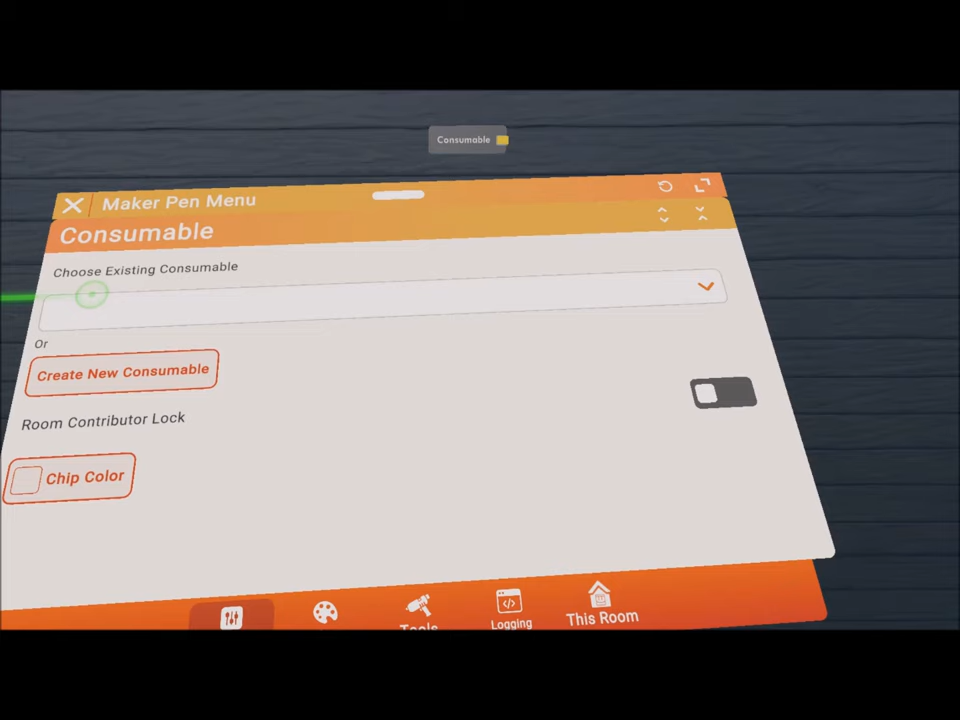 Consumable
Maker Pen Menu
Consumable
Choose Existing Consumable
Or
Create New Consumable
Room Contributor Lock
Chip Color
Tools
Logging
This Room